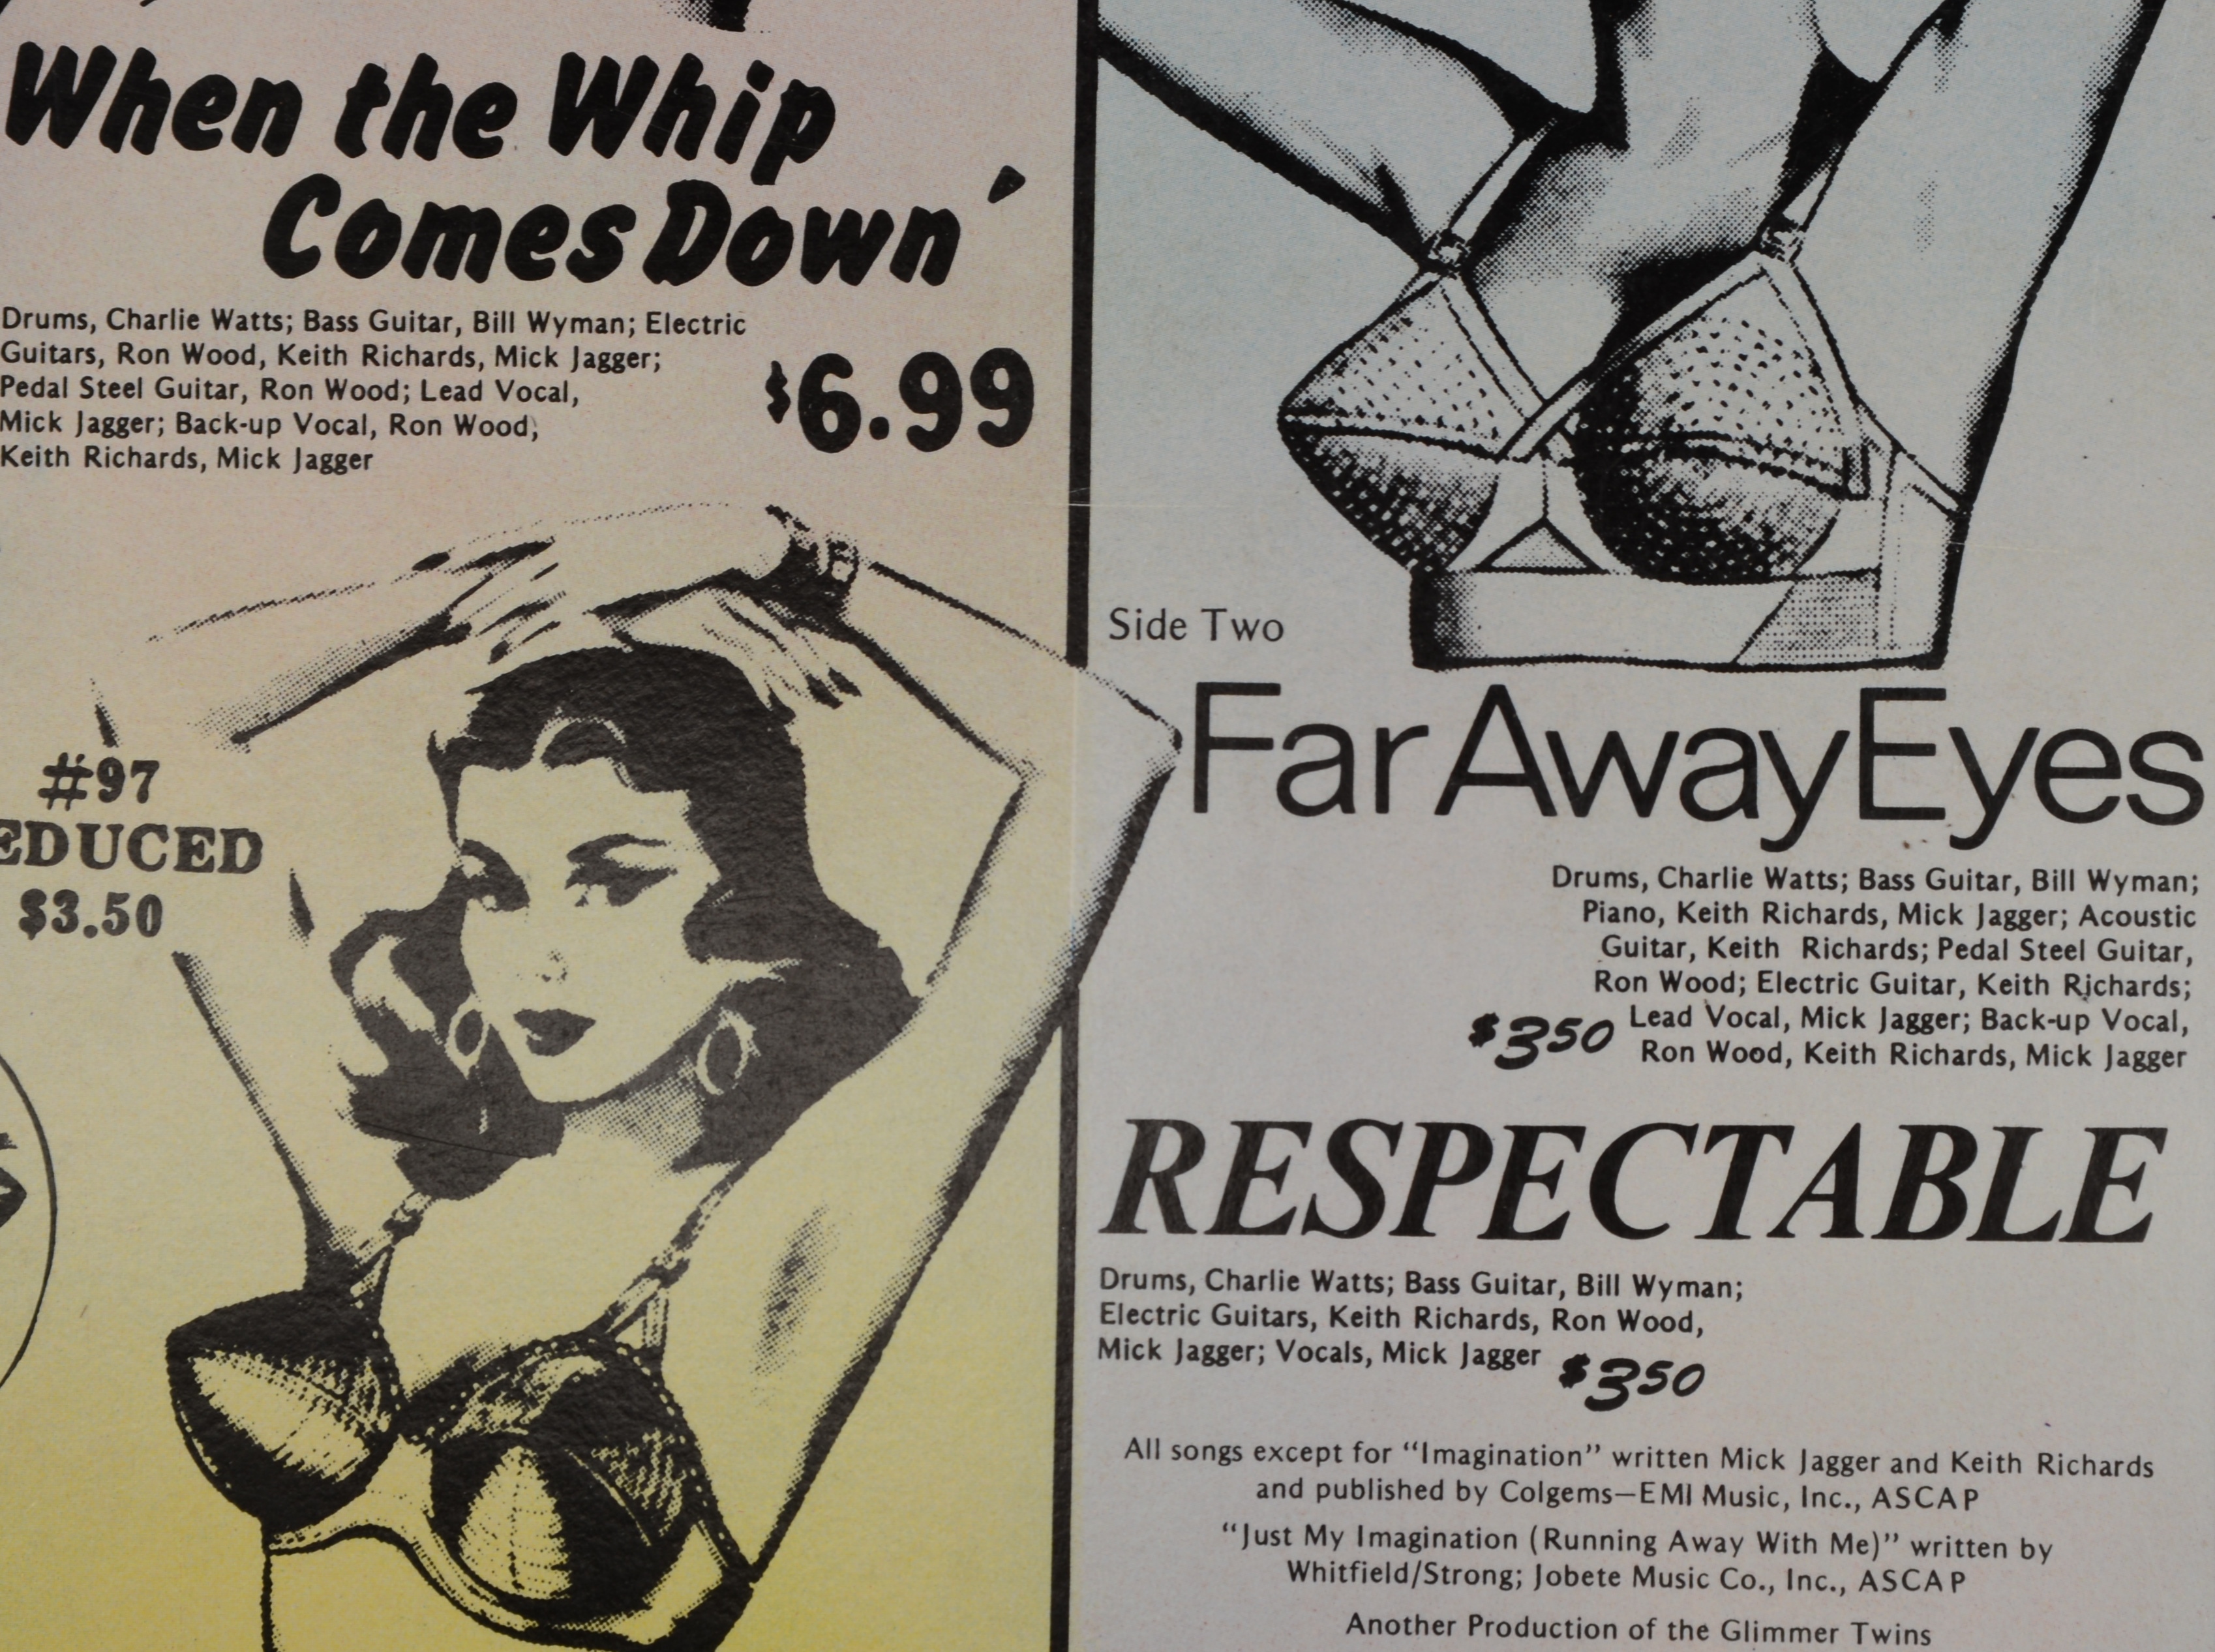 When the Whip
Comes Down
Drums, Charlie Watts; Bass Guitar, Bill Wyman; Electric
Guitars, Ron Wood, Keith Richards, Mick Jagger;
Pedal Steel Guitar, Ron Wood; Lead Vocal,
Mick Jagger; Back-up Vocal, Ron Wood,
Keith Richards, Mick Jagger
$6.99
#97
EDUCED
$3.50
Side Two
Far Away Eyes
Drums, Charlie Watts; Bass Guitar, Bill Wyman;
Piano, Keith Richards, Mick Jagger; Acoustic
Guitar, Keith Richards; Pedal Steel Guitar,
Ron Wood; Electric Guitar, Keith Richards;
Lead Vocal, Mick Jagger; Back-up Vocal,
Ron Wood, Keith Richards, Mick Jagger
$350
RESPECTABLE
Drums, Charlie Watts; Bass Guitar, Bill Wyman;
Electric Guitars, Keith Richards, Ron Wood,
Mick Jagger; Vocals, Mick Jagger
$350
All songs except for "Imagination" written Mick Jagger and Keith Richards
and published by Colgems—EMI Music, Inc., ASCAP
"Just My Imagination (Running Away With Me)" written by
Whitfield/Strong; Jobete Music Co., Inc., ASCAP
Another Production of the Glimmer Twins